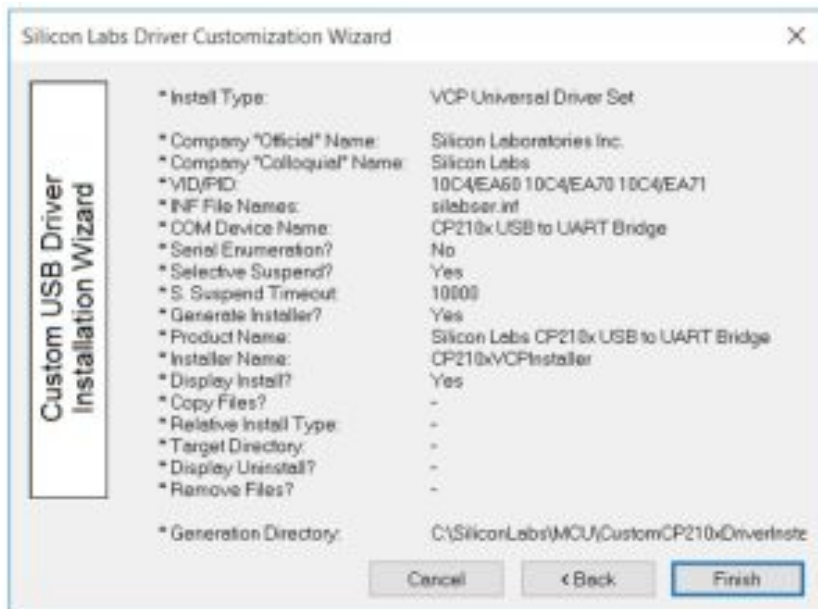 Silicon Labs Driver Customization Wizard
Custom USB Driver
Installation Wizard
* Install Type: VCP Universal Driver Set
* Company "Official" Name: Silicon Laboratories Inc.
* Company "Colloquial" Name: Silicon Labs
* VID/PID: 10C4/EA60 10C4/EA70 10C4/EA71
* INF File Names: silabser.inf
* COM Device Name: CP210x USB to UART Bridge
* Serial Enumeration? No
* Selective Suspend? Yes
* S. Suspend Timeout: 10000
* Generate Installer? Yes
* Product Name: Silicon Labs CP210x USB to UART Bridge
* Installer Name: CP210xVCPInstaller
* Display Install? Yes
* Copy Files? -
* Relative Install Type: -
* Target Directory: -
* Display Uninstall? -
* Remove Files? -
* Generation Directory: C:\SiliconLabs\MCU\CustomCP210xDriverInste
Cancel
< Back
Finish